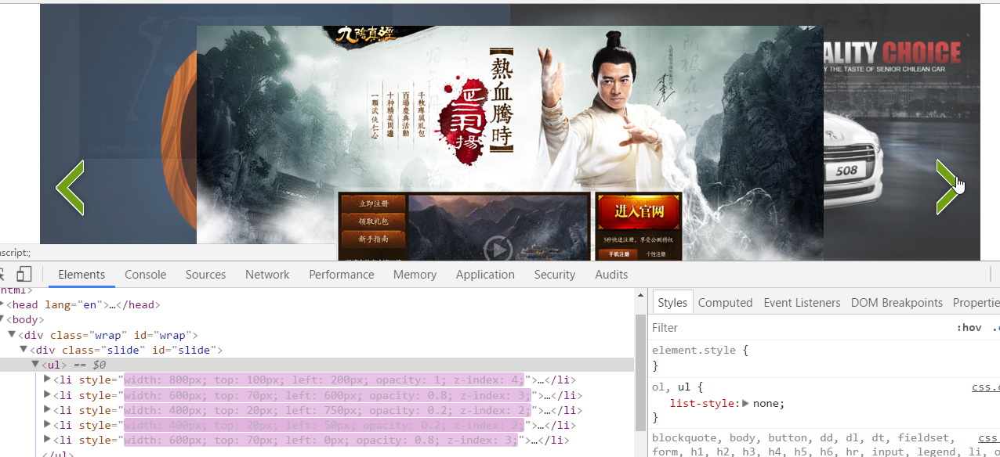 九陰真經
熱血騰時
正氣揚
千枚專屬礼包
百場慶典活動
十种精美周邊
一顆武俠仁心
ALITY CHOICE
Y THE TASTE OF SENIOR CHILEAN CAR
508
立即注册
领取礼包
新手指南
进入官网
5秒快速注册，享受公测特权
手机注册 个性注册
ascript:;
Elements Console Sources Network Performance Memory Application Security Audits
html>
<head lang="en">…</head>
<body>
<div class="wrap" id="wrap">
<div class="slide" id="slide">
<ul> == $0
<li style="width: 800px; top: 100px; left: 200px; opacity: 1; z-index: 4;">…</li>
<li style="width: 600px; top: 70px; left: 600px; opacity: 0.8; z-index: 3;">…</li>
<li style="width: 400px; top: 20px; left: 750px; opacity: 0.2; z-index: 2;">…</li>
<li style="width: 400px; top: 20px; left: 50px; opacity: 0.2; z-index: 2;">…</li>
<li style="width: 600px; top: 70px; left: 0px; opacity: 0.8; z-index: 3;">…</li>
</ul>
Styles Computed Event Listeners DOM Breakpoints Propertie
Filter :hov .c
element.style {
}
ol, ul { css.c
list-style: none;
}
blockquote, body, button, dd, dl, dt, fieldset, css
form, h1, h2, h3, h4, h5, h6, hr, input, legend, li, o